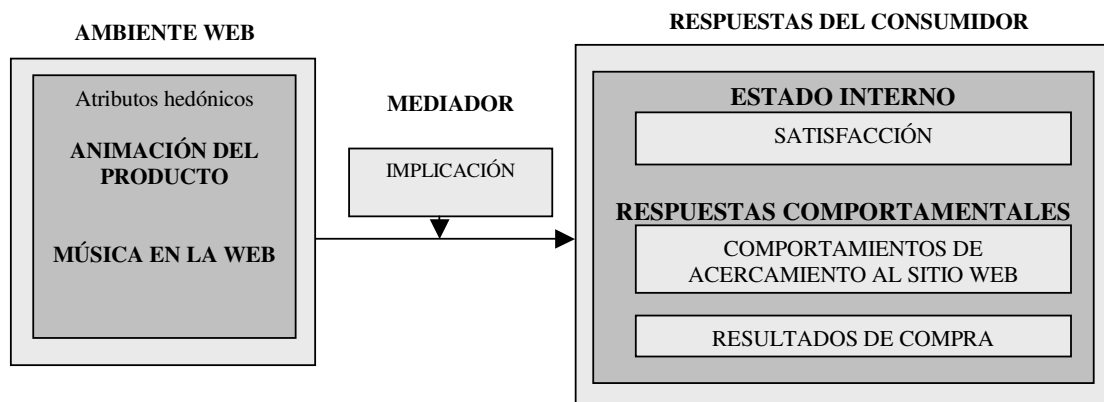 AMBIENTE WEB
Atributos hedónicos
ANIMACIÓN DEL
PRODUCTO
MÚSICA EN LA WEB
MEDIADOR
IMPLICACIÓN
RESPUESTAS DEL CONSUMIDOR
ESTADO INTERNO
SATISFACCIÓN
RESPUESTAS COMPORTAMENTALES
COMPORTAMIENTOS DE
ACERCAMIENTO AL SITIO WEB
RESULTADOS DE COMPRA